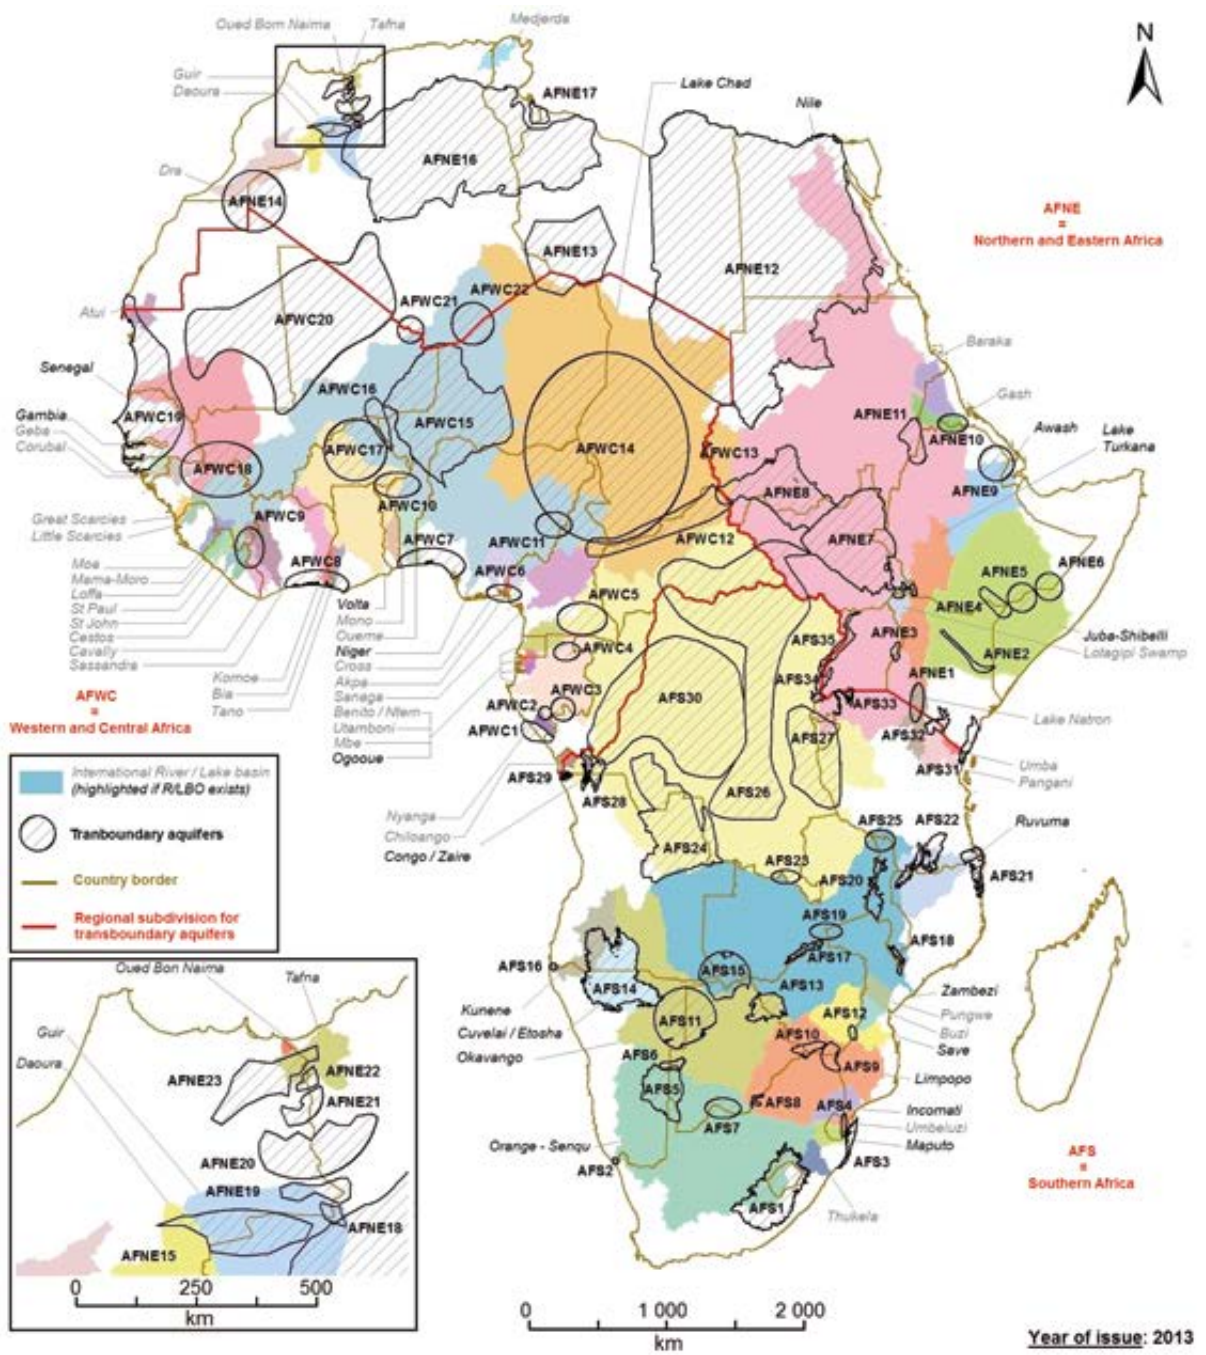 Oued Bom Naima
Tafna
Medjerda
N
Guir
Daoura
AFNE17
Lake Chad
Nile
AFNE16
Dra
AFNE14
AFNE
=
Northern and Eastern Africa
AFNE13
AFNE12
AFWC21
AFWC22
Atui
AFWC20
Baraka
Senegal
AFWC16
Gash
Gambia
Geba
Corubal
AFWC19
AFWC15
AFNE11
AFNE10
Awash
Lake
Turkana
AFWC17
AFWC14
AFWC13
AFWC18
AFNE9
AFNE8
AFWC10
Great Scarcies
Little Scarcies
AFWC9
AFWC7
AFWC11
AFWC12
AFNE7
AFWC8
Moa
Mama-Moro
Loffa
St Paul
St John
Cestos
Cavally
Sassandra
AFWC6
AFNE6
AFNE5
AFWC5
AFNE4
Volta
Mono
Oueme
Niger
Cross
Akpa
Sanaga
Benito / Ntem
Utamboni
Mbe
Ogooue
AFS35
AFNE3
Juba-Shibelli
Lotagipi Swamp
AFWC4
AFNE2
Komoe
Bia
Tano
AFS34
AFNE1
AFWC
=
Western and Central Africa
AFWC3
AFS30
AFWC2
AFS33
Lake Natron
AFWC1
AFS27
AFS32
AFS31
Umba
Pangani
AFS29
AFS28
AFS26
International River / Lake basin
(highlighted if R/LBO exists)
Tranboundary aquifers
Country border
Regional subdivision for
transboundary aquifers
Nyanga
Chiloango
Congo / Zaire
AFS25
AFS22
Ruvuma
AFS24
AFS23
AFS20
AFS21
AFS19
AFS18
AFS17
AFS16
AFS15
AFS14
AFS13
Zambezi
Kunene
Cuvelai / Etosha
Okavango
AFS11
AFS12
Pungwe
Buzi
Save
AFS10
AFS6
AFS9
Limpopo
AFS5
AFS8
AFS4
Incomati
Umbeluzi
Maputo
AFS7
Orange - Senqu
AFS2
AFS3
AFS
=
Southern Africa
AFS1
Thukela
Oued Bon Naima
Tafna
Guir
Daoura
AFNE23
AFNE22
AFNE21
AFNE20
AFNE19
AFNE18
AFNE15
0 250 500
km
0 1 000 2 000
km
Year of issue: 2013